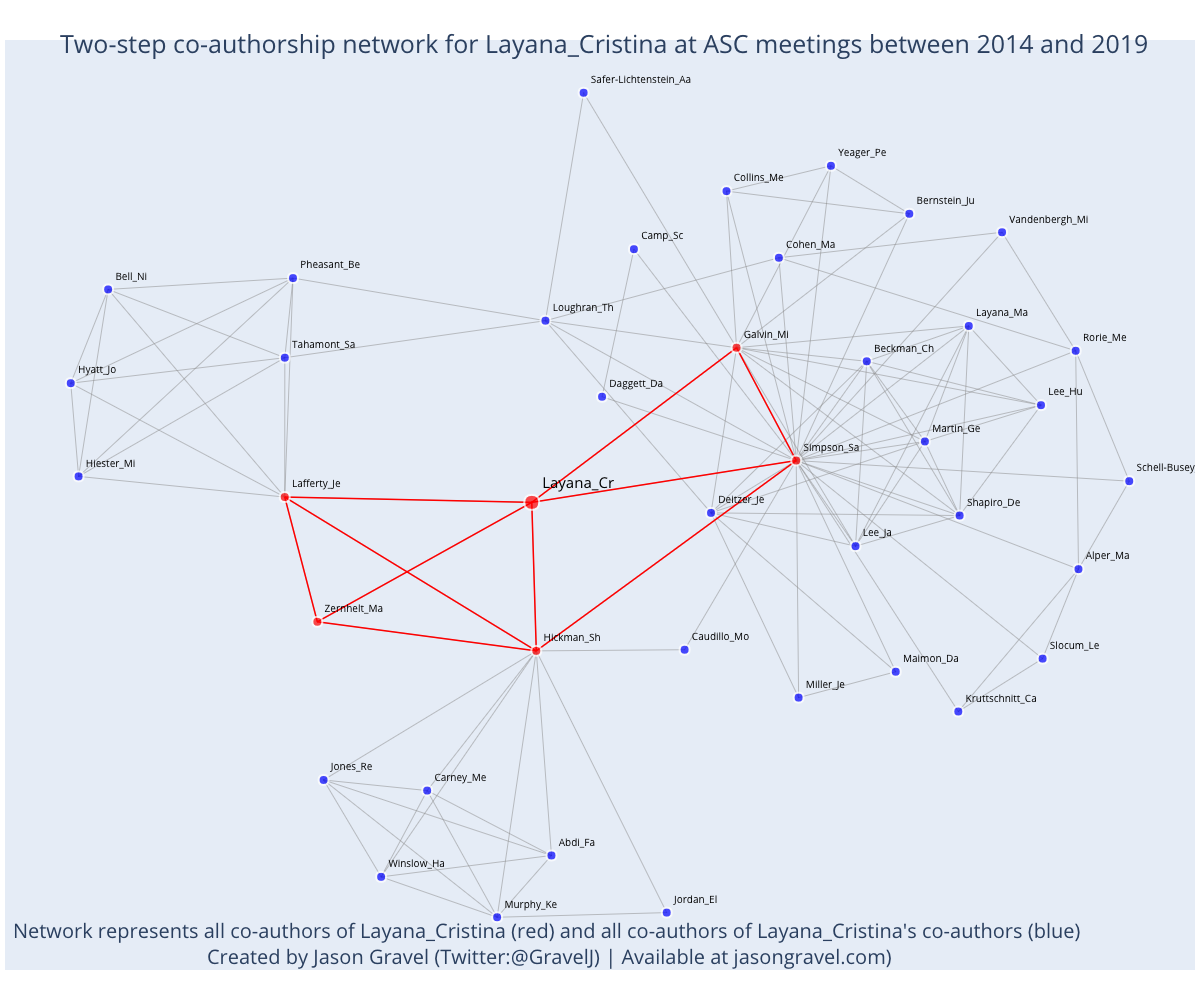 Two-step co-authorship network for Layana_Cristina at ASC meetings between 2014 and 2019
Safer-Lichtenstein_Aa
Yeager_Pe
Collins_Me
Bernstein_Ju
Vandenbergh_Mi
Camp_Sc
Cohen_Ma
Pheasant_Be
Bell_Ni
Loughran_Th
Layana_Ma
Galvin_Mi
Rorie_Me
Tahamont_Sa
Beckman_Ch
Hyatt_Jo
Daggett_Da
Lee_Hu
Martin_Ge
Simpson_Sa
Hiester_Mi
Schell-Busey
Lafferty_Je
Layana_Cr
Deitzer_Je
Shapiro_De
Lee_Ja
Alper_Ma
Zernhelt_Ma
Hickman_Sh
Caudillo_Mo
Slocum_Le
Maimon_Da
Miller_Je
Kruttschnitt_Ca
Jones_Re
Carney_Me
Abdi_Fa
Winslow_Ha
Jordan_El
Murphy_Ke
Network represents all co-authors of Layana_Cristina (red) and all co-authors of Layana_Cristina's co-authors (blue)
Created by Jason Gravel (Twitter:@GravelJ) | Available at jasongravel.com)